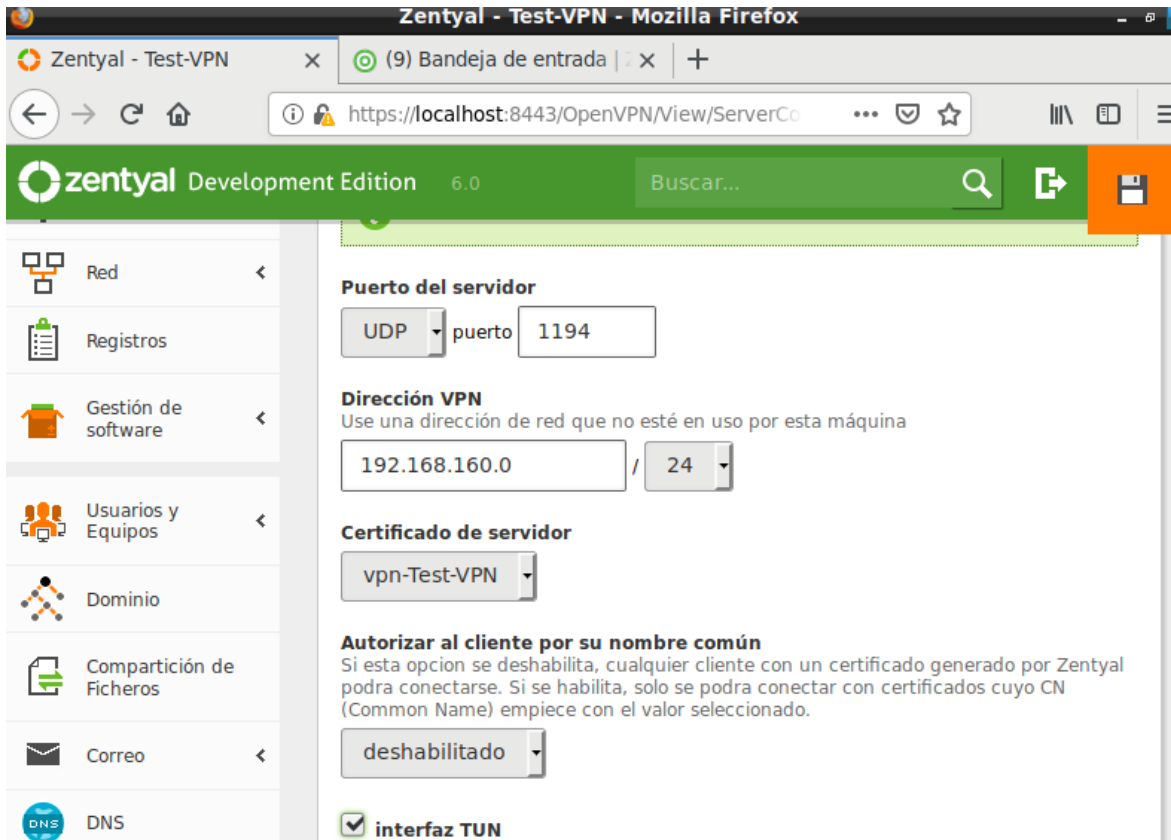 Zentyal - Test-VPN - Mozilla Firefox
Zentyal - Test-VPN
(9) Bandeja de entrada |
https://localhost:8443/OpenVPN/View/ServerCo
zentyal Development Edition 6.0
Buscar...
Red
Registros
Gestión de
software
Usuarios y
Equipos
Dominio
Compartición de
Ficheros
Correo
DNS
DNS
Puerto del servidor
UDP puerto 1194
Dirección VPN
Use una dirección de red que no esté en uso por esta máquina
192.168.160.0 / 24
Certificado de servidor
vpn-Test-VPN
Autorizar al cliente por su nombre común
Si esta opcion se deshabilita, cualquier cliente con un certificado generado por Zentyal
podra conectarse. Si se habilita, solo se podra conectar con certificados cuyo CN
(Common Name) empiece con el valor seleccionado.
deshabilitado
interfaz TUN